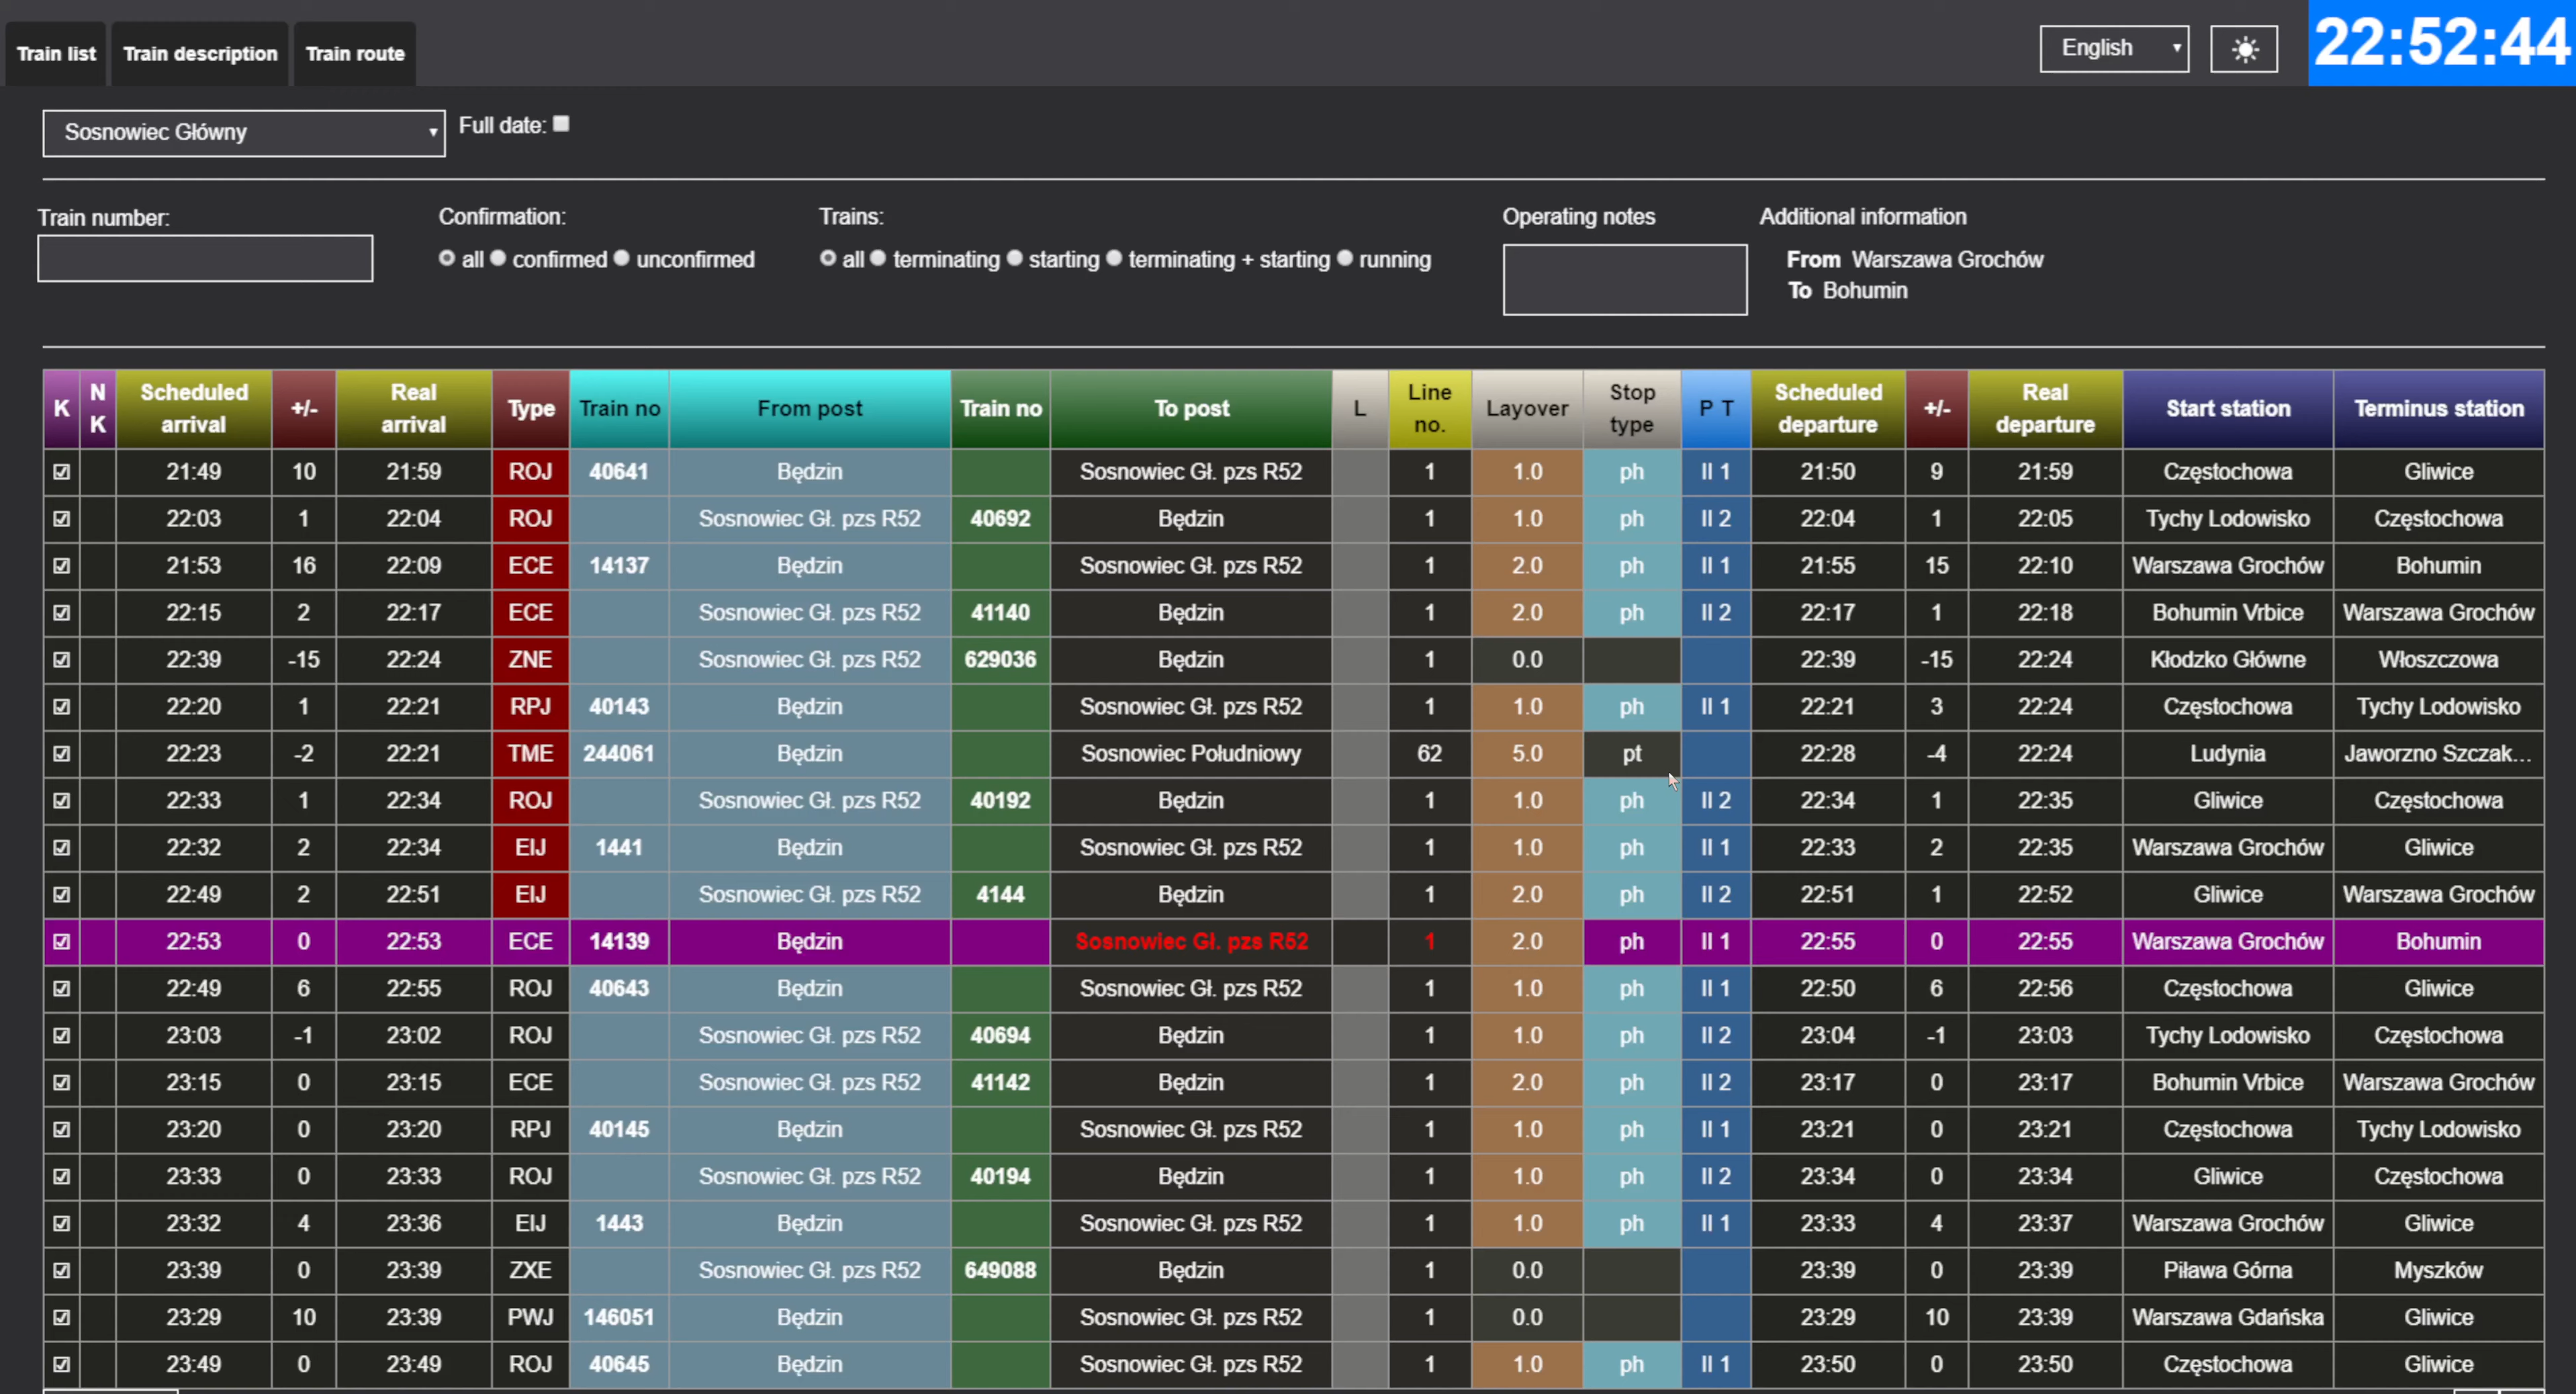 Train list Train description Train route English 22:52:44
Sosnowiec Główny Full date:
Train number: Confirmation: Trains: Operating notes Additional information
all confirmed unconfirmed all terminating starting terminating + starting running From Warszawa Grochów
To Bohumin
K N K Scheduled arrival +/- Real arrival Type Train no From post Train no To post L Line no. Layover Stop type P T Scheduled departure +/- Real departure Start station Terminus station
21:49 10 21:59 ROJ 40641 Będzin Sosnowiec Gł. pzs R52 1 1.0 ph II 1 21:50 9 21:59 Częstochowa Gliwice
22:03 1 22:04 ROJ Sosnowiec Gł. pzs R52 40692 Będzin 1 1.0 ph II 2 22:04 1 22:05 Tychy Lodowisko Częstochowa
21:53 16 22:09 ECE 14137 Będzin Sosnowiec Gł. pzs R52 1 2.0 ph II 1 21:55 15 22:10 Warszawa Grochów Bohumin
22:15 2 22:17 ECE Sosnowiec Gł. pzs R52 41140 Będzin 1 2.0 ph II 2 22:17 1 22:18 Bohumin Vrbice Warszawa Grochów
22:39 -15 22:24 ZNE Sosnowiec Gł. pzs R52 629036 Będzin 1 0.0 22:39 -15 22:24 Kłodzko Główne Włoszczowa
22:20 1 22:21 RPJ 40143 Będzin Sosnowiec Gł. pzs R52 1 1.0 ph II 1 22:21 3 22:24 Częstochowa Tychy Lodowisko
22:23 -2 22:21 TME 244061 Będzin Sosnowiec Południowy 62 5.0 pt 22:28 -4 22:24 Ludynia Jaworzno Szczak...
22:33 1 22:34 ROJ Sosnowiec Gł. pzs R52 40192 Będzin 1 1.0 ph II 2 22:34 1 22:35 Gliwice Częstochowa
22:32 2 22:34 EIJ 1441 Będzin Sosnowiec Gł. pzs R52 1 1.0 ph II 1 22:33 2 22:35 Warszawa Grochów Gliwice
22:49 2 22:51 EIJ Sosnowiec Gł. pzs R52 4144 Będzin 1 2.0 ph II 2 22:51 1 22:52 Gliwice Warszawa Grochów
22:53 0 22:53 ECE 14139 Będzin Sosnowiec Gł. pzs R52 1 2.0 ph II 1 22:55 0 22:55 Warszawa Grochów Bohumin
22:49 6 22:55 ROJ 40643 Będzin Sosnowiec Gł. pzs R52 1 1.0 ph II 1 22:50 6 22:56 Częstochowa Gliwice
23:03 -1 23:02 ROJ Sosnowiec Gł. pzs R52 40694 Będzin 1 1.0 ph II 2 23:04 -1 23:03 Tychy Lodowisko Częstochowa
23:15 0 23:15 ECE Sosnowiec Gł. pzs R52 41142 Będzin 1 2.0 ph II 2 23:17 0 23:17 Bohumin Vrbice Warszawa Grochów
23:20 0 23:20 RPJ 40145 Będzin Sosnowiec Gł. pzs R52 1 1.0 ph II 1 23:21 0 23:21 Częstochowa Tychy Lodowisko
23:33 0 23:33 ROJ Sosnowiec Gł. pzs R52 40194 Będzin 1 1.0 ph II 2 23:34 0 23:34 Gliwice Częstochowa
23:32 4 23:36 EIJ 1443 Będzin Sosnowiec Gł. pzs R52 1 1.0 ph II 1 23:33 4 23:37 Warszawa Grochów Gliwice
23:39 0 23:39 ZXE Sosnowiec Gł. pzs R52 649088 Będzin 1 0.0 23:39 0 23:39 Piława Górna Myszków
23:29 10 23:39 PWJ 146051 Będzin Sosnowiec Gł. pzs R52 1 0.0 23:29 10 23:39 Warszawa Gdańska Gliwice
23:49 0 23:49 ROJ 40645 Będzin Sosnowiec Gł. pzs R52 1 1.0 ph II 1 23:50 0 23:50 Częstochowa Gliwice